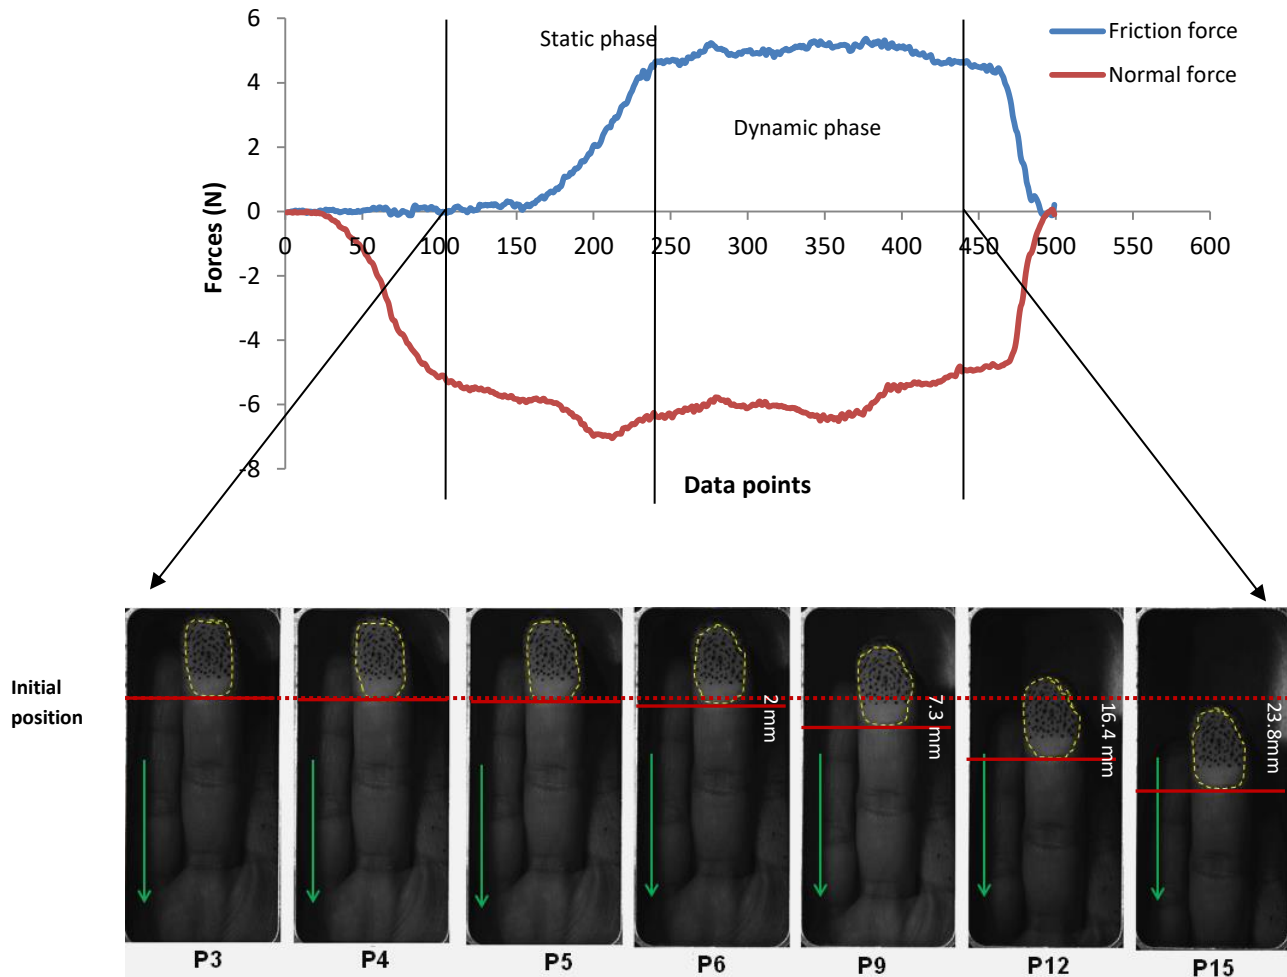 6
Static phase
Friction force
Normal force
4
2
Dynamic phase
0
0 50 100 150 200 250 300 350 400 450 500 550 600
-2
-4
-6
-8
Forces (N)
Data points
Initial
position
2 mm
7.3 mm
16.4 mm
23.8mm
P3 P4 P5 P6 P9 P12 P15